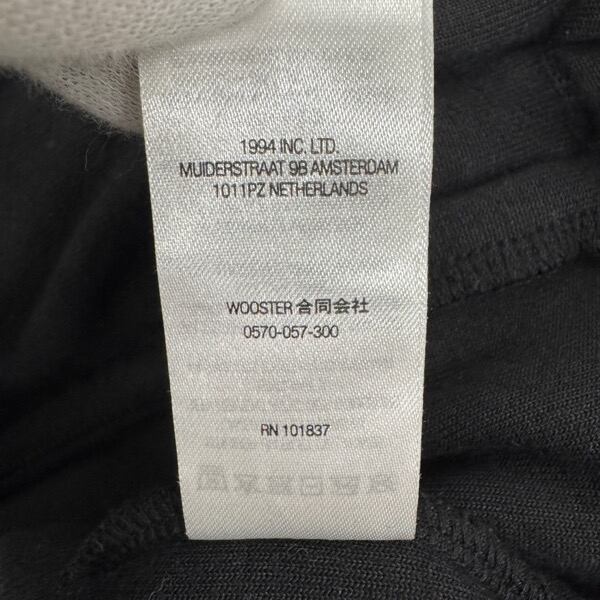 1994 INC. LTD.
MUIDERSTRAAT 9B AMSTERDAM
1011PZ NETHERLANDS
WOOSTER 合同会社
0570-057-300
RN 101837